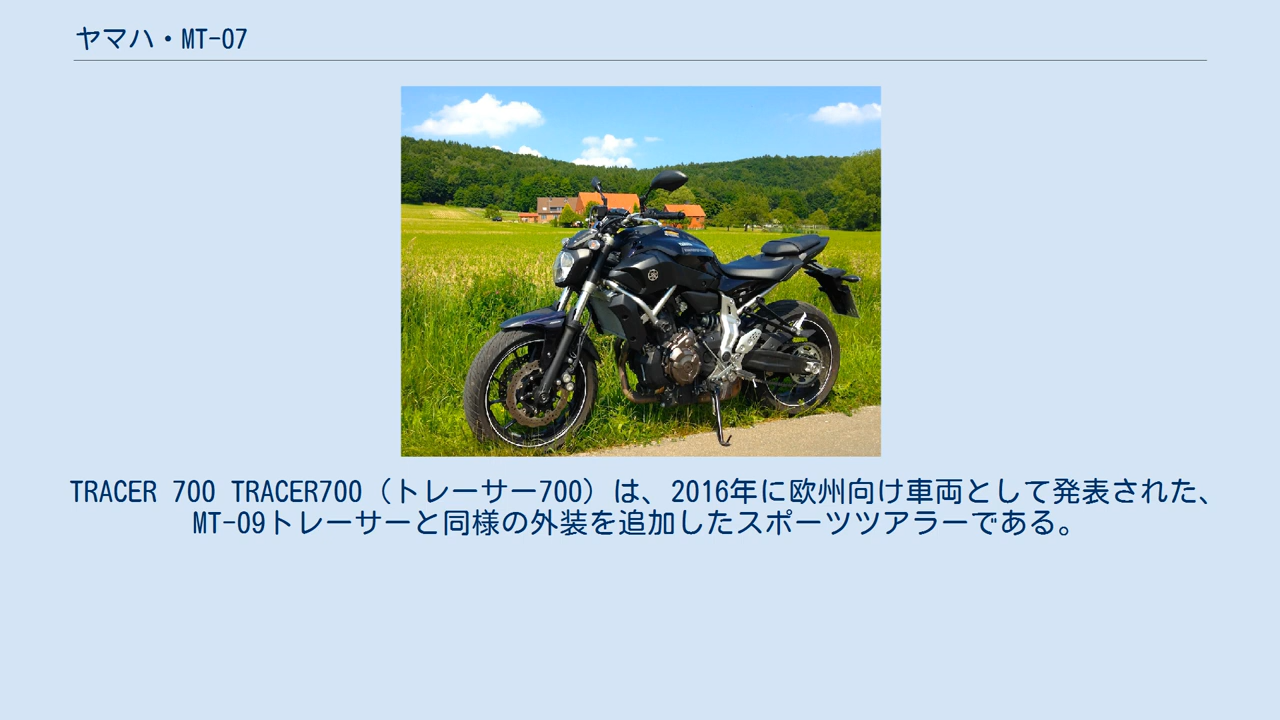 ヤマハ・MT-07
TRACER 700 TRACER700（トレーサー700）は、2016年に欧州向け車両として発表された、
MT-09トレーサーと同様の外装を追加したスポーツツアラーである。